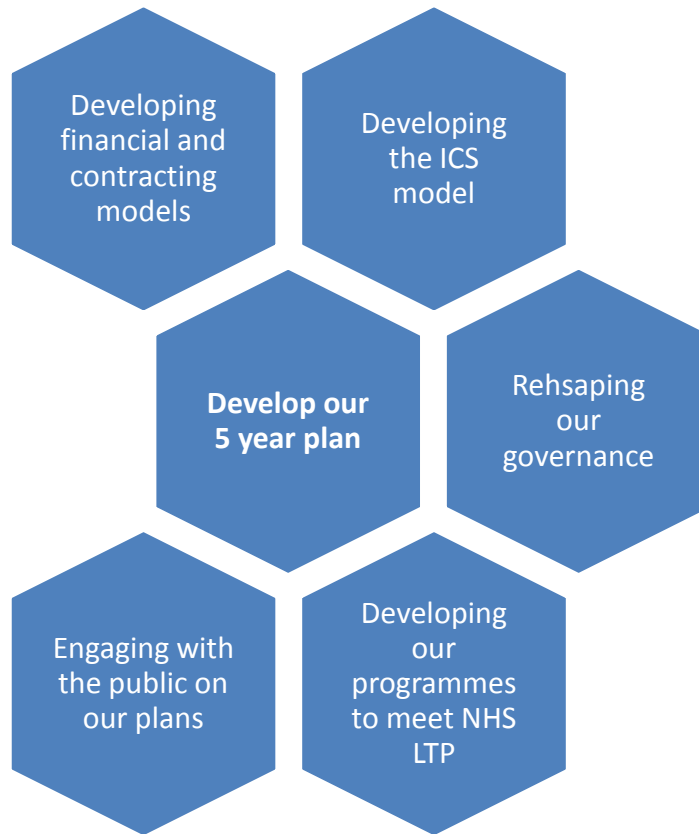 Developing
financial and
contracting
models
Developing
the ICS
model
Develop our
5 year plan
Rehsaping
our
governance
Engaging with
the public on
our plans
Developing
our
programmes
to meet NHS
LTP